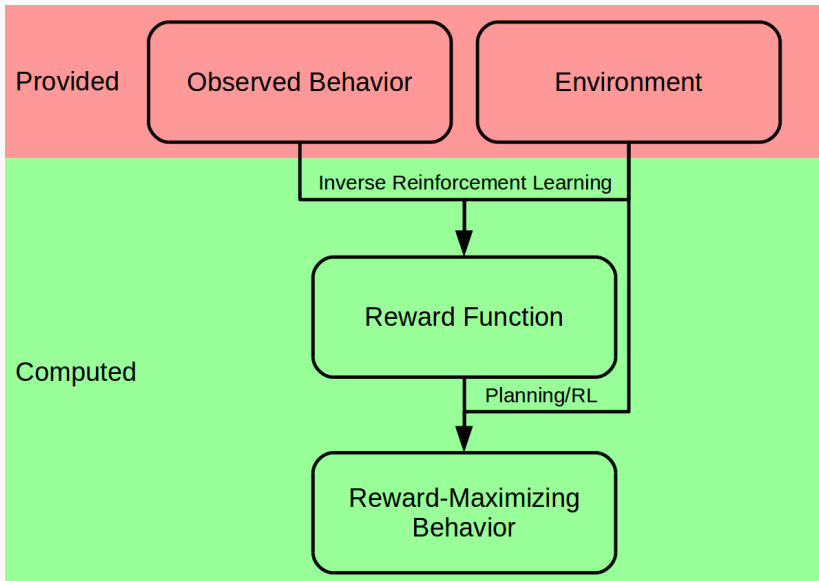 Provided
Observed Behavior
Environment
Inverse Reinforcement Learning
Reward Function
Computed
Planning/RL
Reward-Maximizing
Behavior